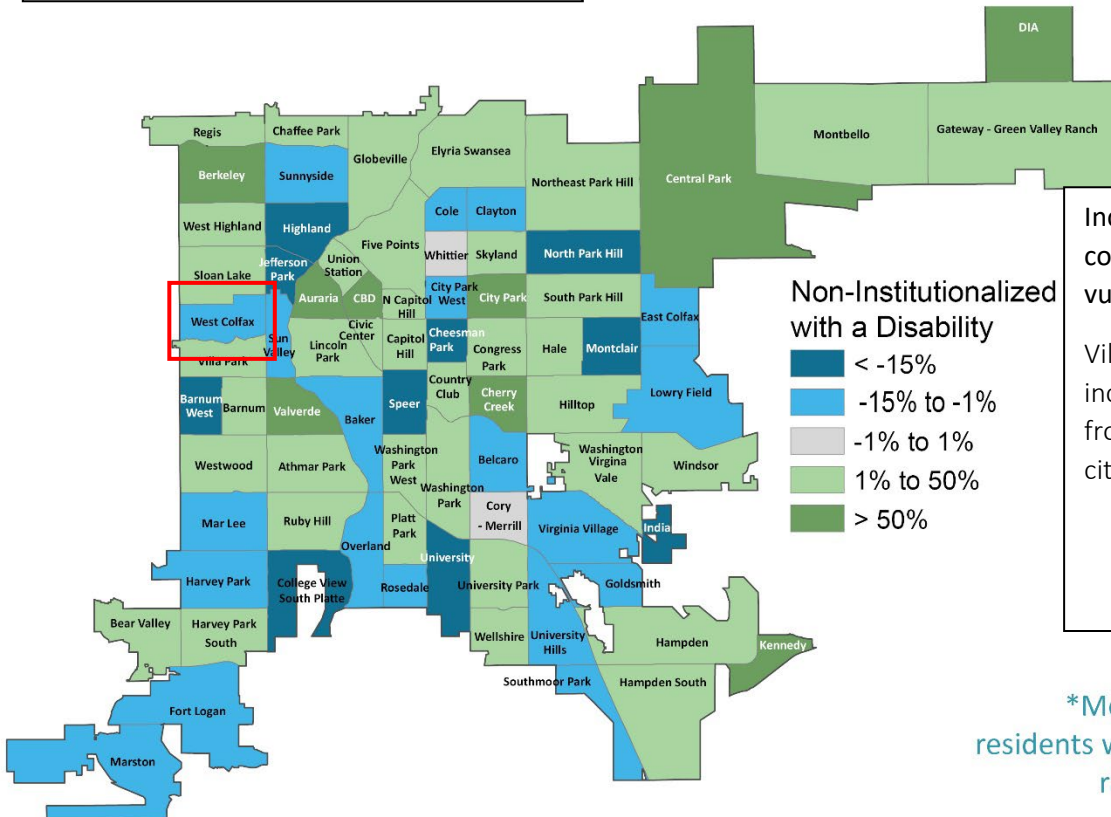 DIA
Regis
Chaffee Park
Globeville
Elyria Swansea
Montbello
Gateway - Green Valley Ranch
Berkeley
Sunnyside
Northeast Park Hill
Central Park
West Highland
Highland
Cole
Clayton
Five Points
Whittier
Skyland
North Park Hill
Sloan Lake
Jefferson
Park
Union
Station
Auraria
CBD
N Capitol
Hill
City Park
West
City Park
South Park Hill
East Colfax
West Colfax
Sun
Valley
Villa Park
Lincoln
Park
Civic
Center
Capitol
Hill
Cheesman
Park
Congress
Park
Hale
Montclair
Barnum
West
Barnum
Valverde
Baker
Speer
Country
Club
Cherry
Creek
Hilltop
Lowry Field
Westwood
Athmar Park
Washington
Park
West
Washington
Park
Belcaro
Washington
Virgina
Vale
Windsor
Mar Lee
Ruby Hill
Overland
Platt
Park
Cory
- Merrill
Virginia Village
India
Harvey Park
College View
South Platte
Rosedale
University
University Park
Goldsmith
Bear Valley
Harvey Park
South
Wellshire
University
Hills
Hampden
Kennedy
Southmoor Park
Hampden South
Fort Logan
Marston
Non-Institutionalized
with a Disability
< -15%
-15% to -1%
-1% to 1%
1% to 50%
> 50%
vu
Vil
fro
cit
residents